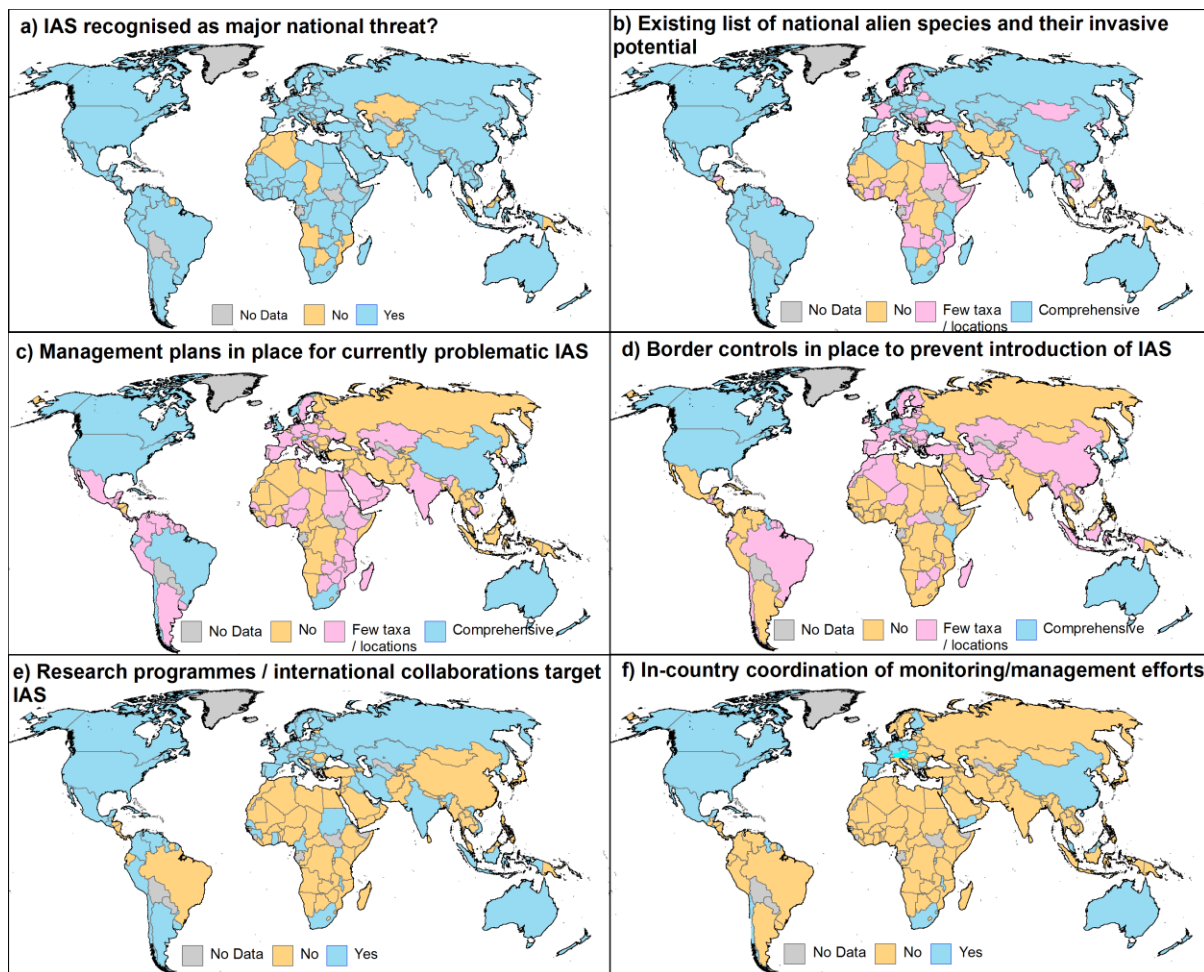 a) IAS recognised as major national threat?
No Data
No
Yes
b) Existing list of national alien species and their invasive
potential
No Data
No
Few taxa
/ locations
Comprehensive
c) Management plans in place for currently problematic IAS
No Data
No
Few taxa
/ locations
Comprehensive
d) Border controls in place to prevent introduction of IAS
No Data
No
Few taxa
/ locations
Comprehensive
e) Research programmes / international collaborations target
IAS
No Data
No
Yes
f) In-country coordination of monitoring/management efforts
No Data
No
Yes